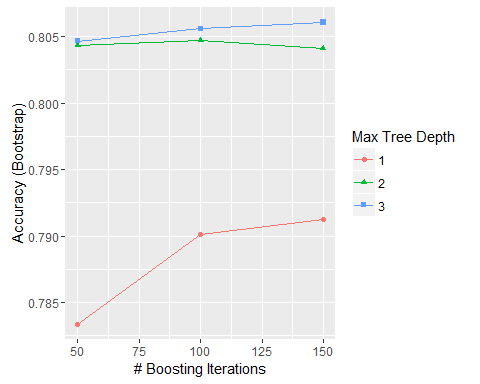 Accuracy (Bootstrap)
0.805
0.800
0.795
0.790
0.785
50 75 100 125 150
# Boosting Iterations
Max Tree Depth
1
2
3